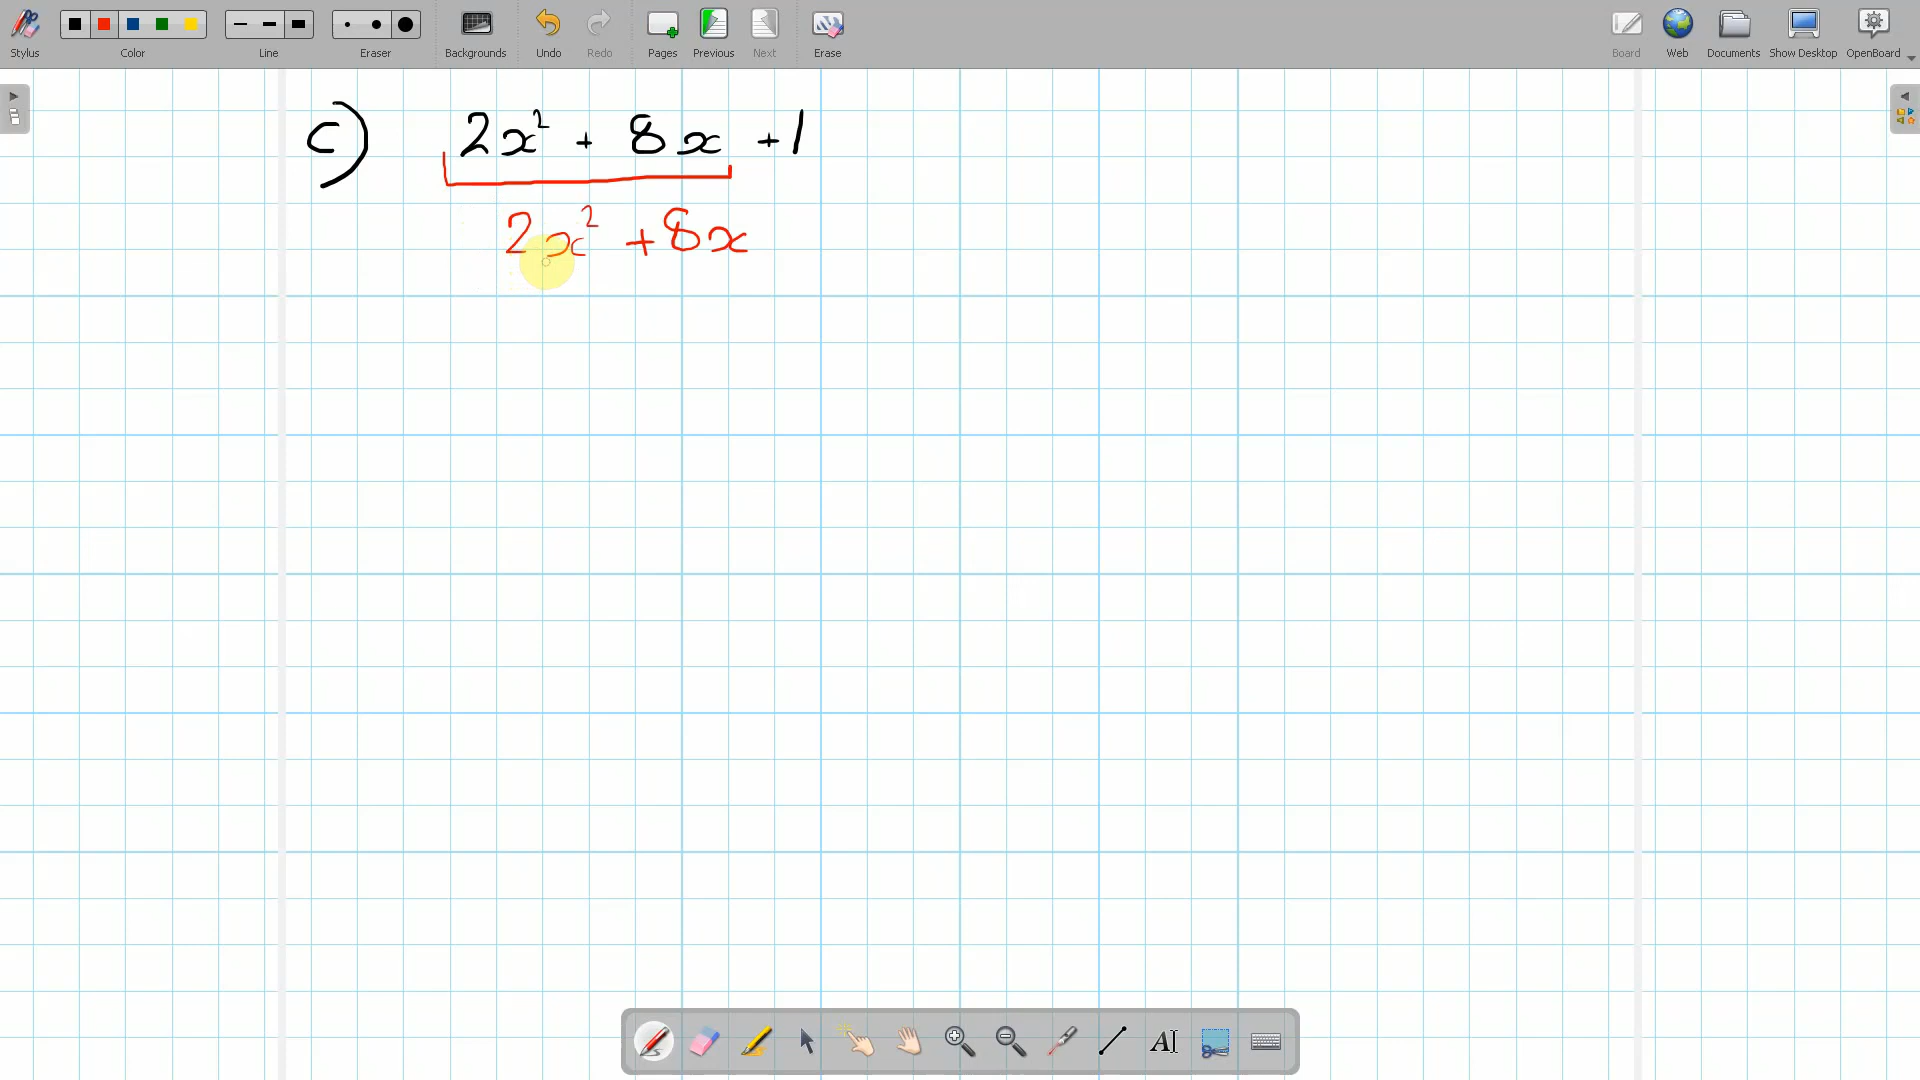 Stylus Color Line Eraser Backgrounds Undo Redo Pages Previous Next Erase Board Web Documents Show Desktop OpenBoard
c) 2x² + 8x +1
2x² +8x